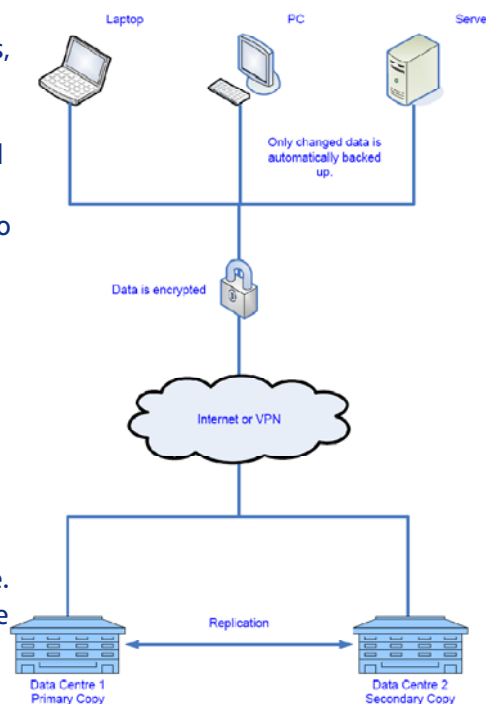 Laptop PC Serve
s,
Only changed data is
automatically backed
up.
o
Data is encrypted
Internet or VPN
e.
e
Replication
Data Centre 1 Data Centre 2
Primary Copy Secondary Copy